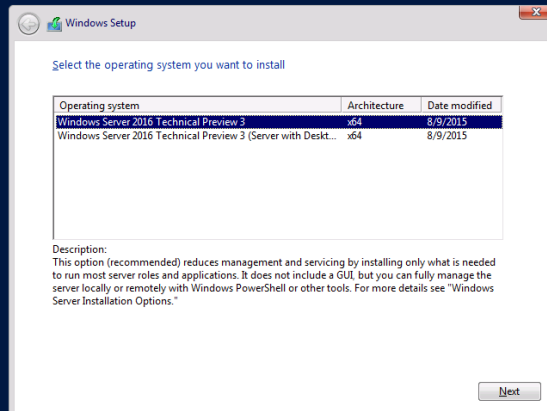 Windows Setup
Select the operating system you want to install
Operating system Architecture Date modified
Windows Server 2016 Technical Preview 3 x64 8/9/2015
Windows Server 2016 Technical Preview 3 (Server with Deskt... x64 8/9/2015
Description:
This option (recommended) reduces management and servicing by installing only what is needed
to run most server roles and applications. It does not include a GUI, but you can fully manage the
server locally or remotely with Windows PowerShell or other tools. For more details see "Windows
Server Installation Options."
Next